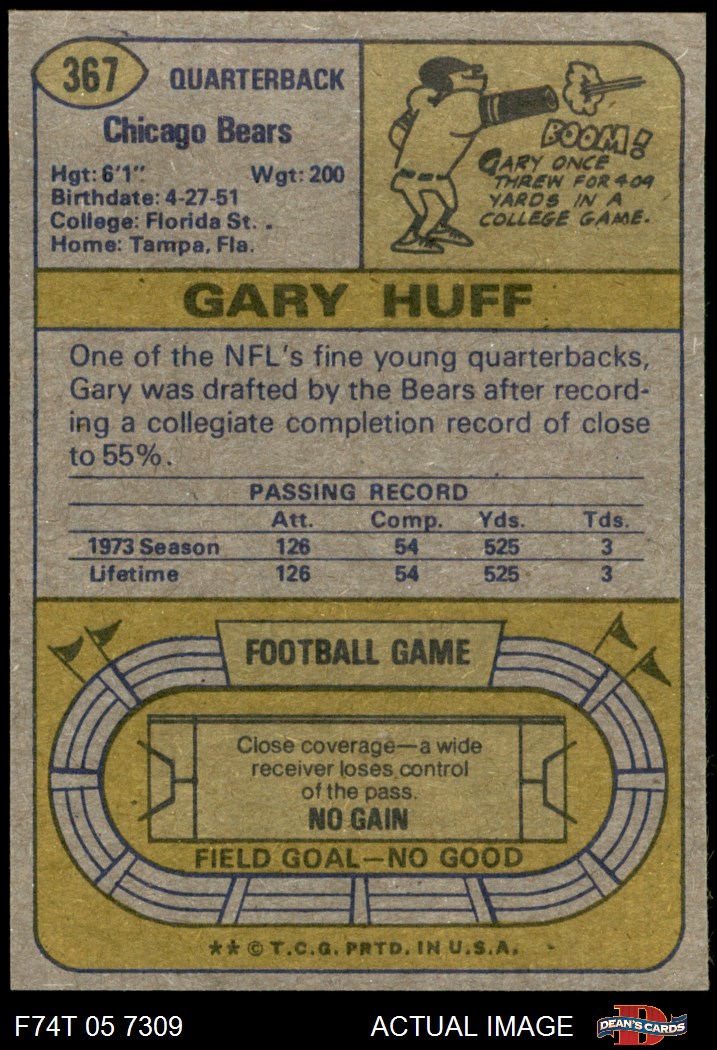 367 QUARTERBACK
Chicago Bears
Hgt: 6'1" Wgt: 200
Birthdate: 4-27-51
College: Florida St. .
Home: Tampa, Fla.
BOOM!
GARY ONCE
THREW FOR 409
YARDS IN A
COLLEGE GAME.
GARY HUFF
One of the NFL's fine young quarterbacks,
Gary was drafted by the Bears after record-
ing a collegiate completion record of close
to 55%.
PASSING RECORD
Att. Comp. Yds. Tds.
1973 Season 126 54 525 3
Lifetime 126 54 525 3
FOOTBALL GAME
Close coverage—a wide
receiver loses control
of the pass.
NO GAIN
FIELD GOAL—NO GOOD
** © T.C.G. PRTD. IN U.S.A.
F74T 05 7309 ACTUAL IMAGE
D
DEAN'S CARDS